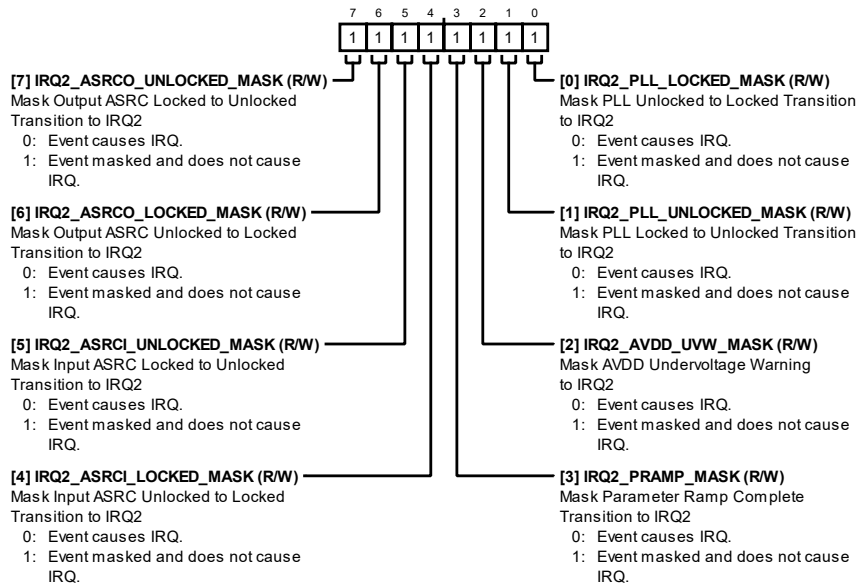 7 6 5 4 3 2 1 0
1 1 1 1 1 1 1 1
[7] IRQ2_ASRCO_UNLOCKED_MASK (R/W)
Mask Output ASRC Locked to Unlocked
Transition to IRQ2
0: Event causes IRQ.
1: Event masked and does not cause
IRQ.
[6] IRQ2_ASRCO_LOCKED_MASK (R/W)
Mask Output ASRC Unlocked to Locked
Transition to IRQ2
0: Event causes IRQ.
1: Event masked and does not cause
IRQ.
[5] IRQ2_ASRCI_UNLOCKED_MASK (R/W)
Mask Input ASRC Locked to Unlocked
Transition to IRQ2
0: Event causes IRQ.
1: Event masked and does not cause
IRQ.
[4] IRQ2_ASRCI_LOCKED_MASK (R/W)
Mask Input ASRC Unlocked to Locked
Transition to IRQ2
0: Event causes IRQ.
1: Event masked and does not cause
IRQ.
[0] IRQ2_PLL_LOCKED_MASK (R/W)
Mask PLL Unlocked to Locked Transition
to IRQ2
0: Event causes IRQ.
1: Event masked and does not cause
IRQ.
[1] IRQ2_PLL_UNLOCKED_MASK (R/W)
Mask PLL Locked to Unlocked Transition
to IRQ2
0: Event causes IRQ.
1: Event masked and does not cause
IRQ.
[2] IRQ2_AVDD_UVW_MASK (R/W)
Mask AVDD Undervoltage Warning
to IRQ2
0: Event causes IRQ.
1: Event masked and does not cause
IRQ.
[3] IRQ2_PRAMP_MASK (R/W)
Mask Parameter Ramp Complete
Transition to IRQ2
0: Event causes IRQ.
1: Event masked and does not cause
IRQ.